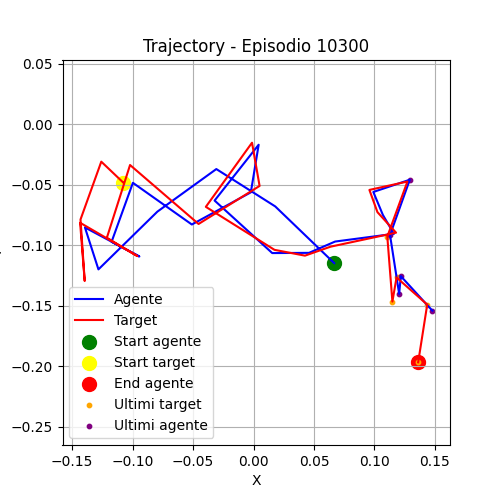 Trajectory - Episodio 10300
0.05
0.00
−0.05
−0.10
−0.15
−0.20
−0.25
Agente
Target
Start agente
Start target
End agente
Ultimi target
Ultimi agente
−0.15 −0.10 −0.05 0.00 0.05 0.10 0.15
X